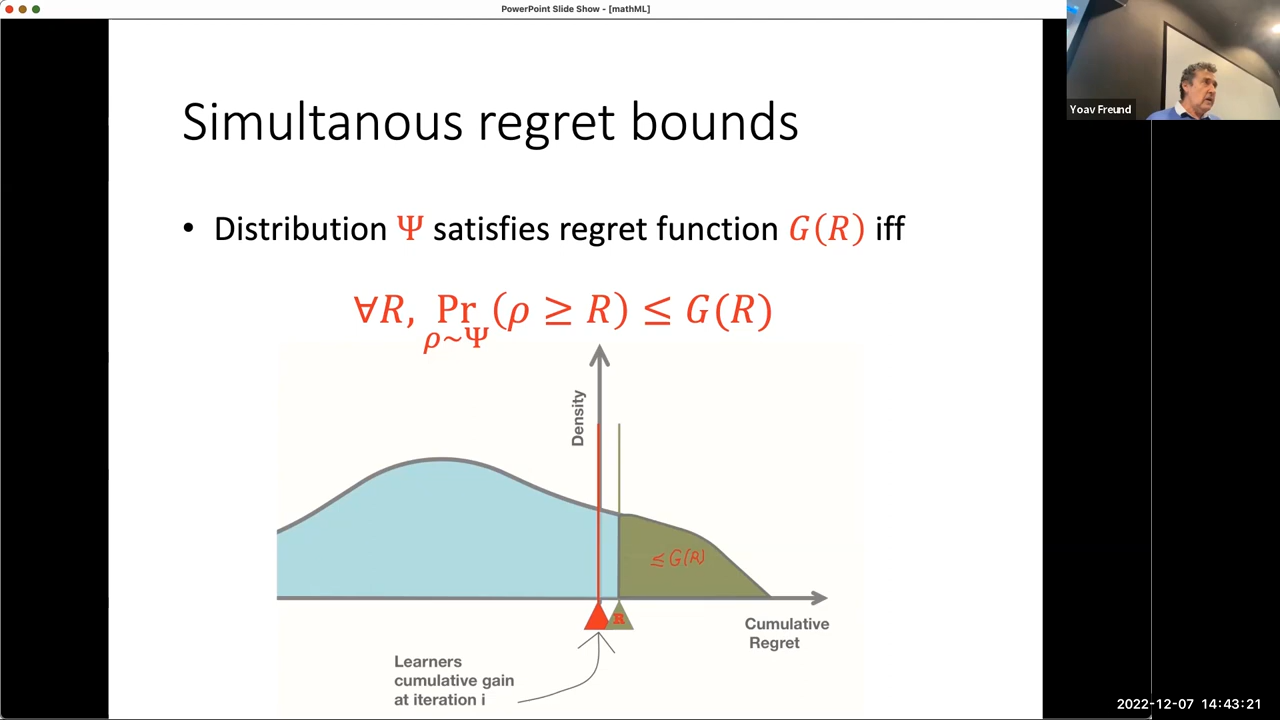 PowerPoint Slide Show - [mathML]
Yoav Freund
Simultanous regret bounds
• Distribution Ψ satisfies regret function G(R) iff
∀R, Pr (ρ ≥ R) ≤ G(R)
ρ~Ψ
Density
≤ G(R)
R
Cumulative
Regret
Learners
cumulative gain
at iteration i
2022-12-07 14:43:21